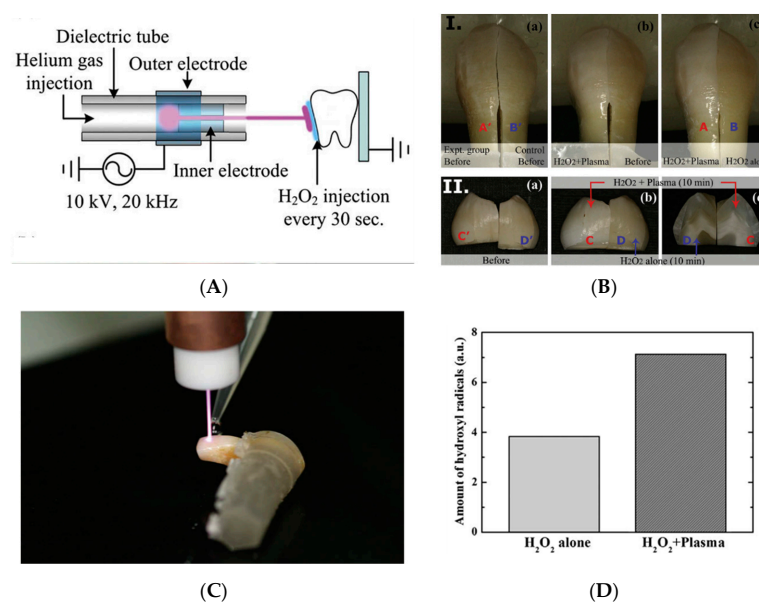 Dielectric tube
Helium gas
injection
Outer electrode
Inner electrode
10 kV, 20 kHz
H2O2 injection
every 30 sec.
(A)
I.
(a)
(b)
(c
A'
B'
A
B
Expt. group
Before
Control
Before
H2O2+Plasma
Before
H2O2+Plasma
H2O2 al
II.
(a)
H2O2 + Plasma (10 min)
(b)
(c
C'
D'
C
D
D
C
Before
H2O2 alone (10 min)
(B)
(C)
Amount of hydroxyl radicals (a.u.)
8
6
4
2
0
H2O2 alone
H2O2+Plasma
(D)